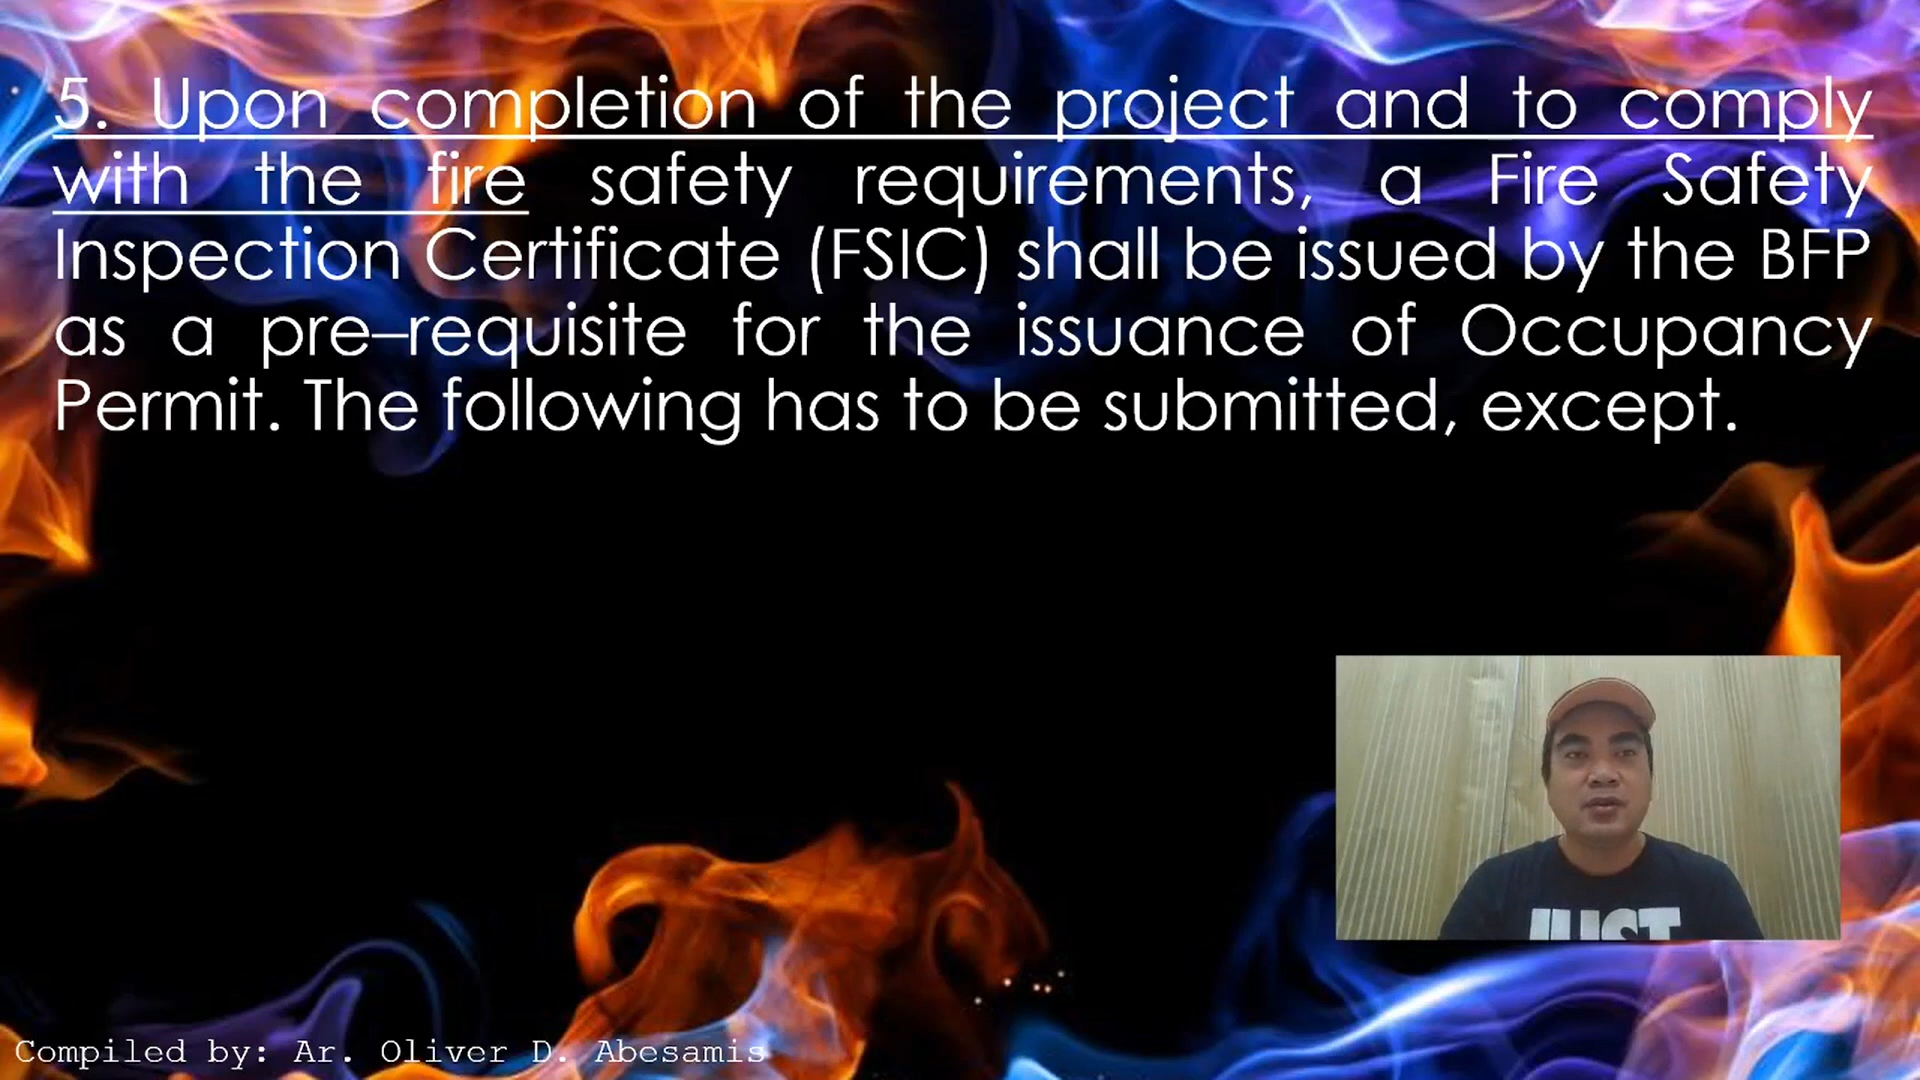 5. Upon completion of the project and to comply
with the fire safety requirements, a Fire Safety
Inspection Certificate (FSIC) shall be issued by the BFP
as a pre–requisite for the issuance of Occupancy
Permit. The following has to be submitted, except.
JUST
Compiled by: Ar. Oliver D. Abesamis